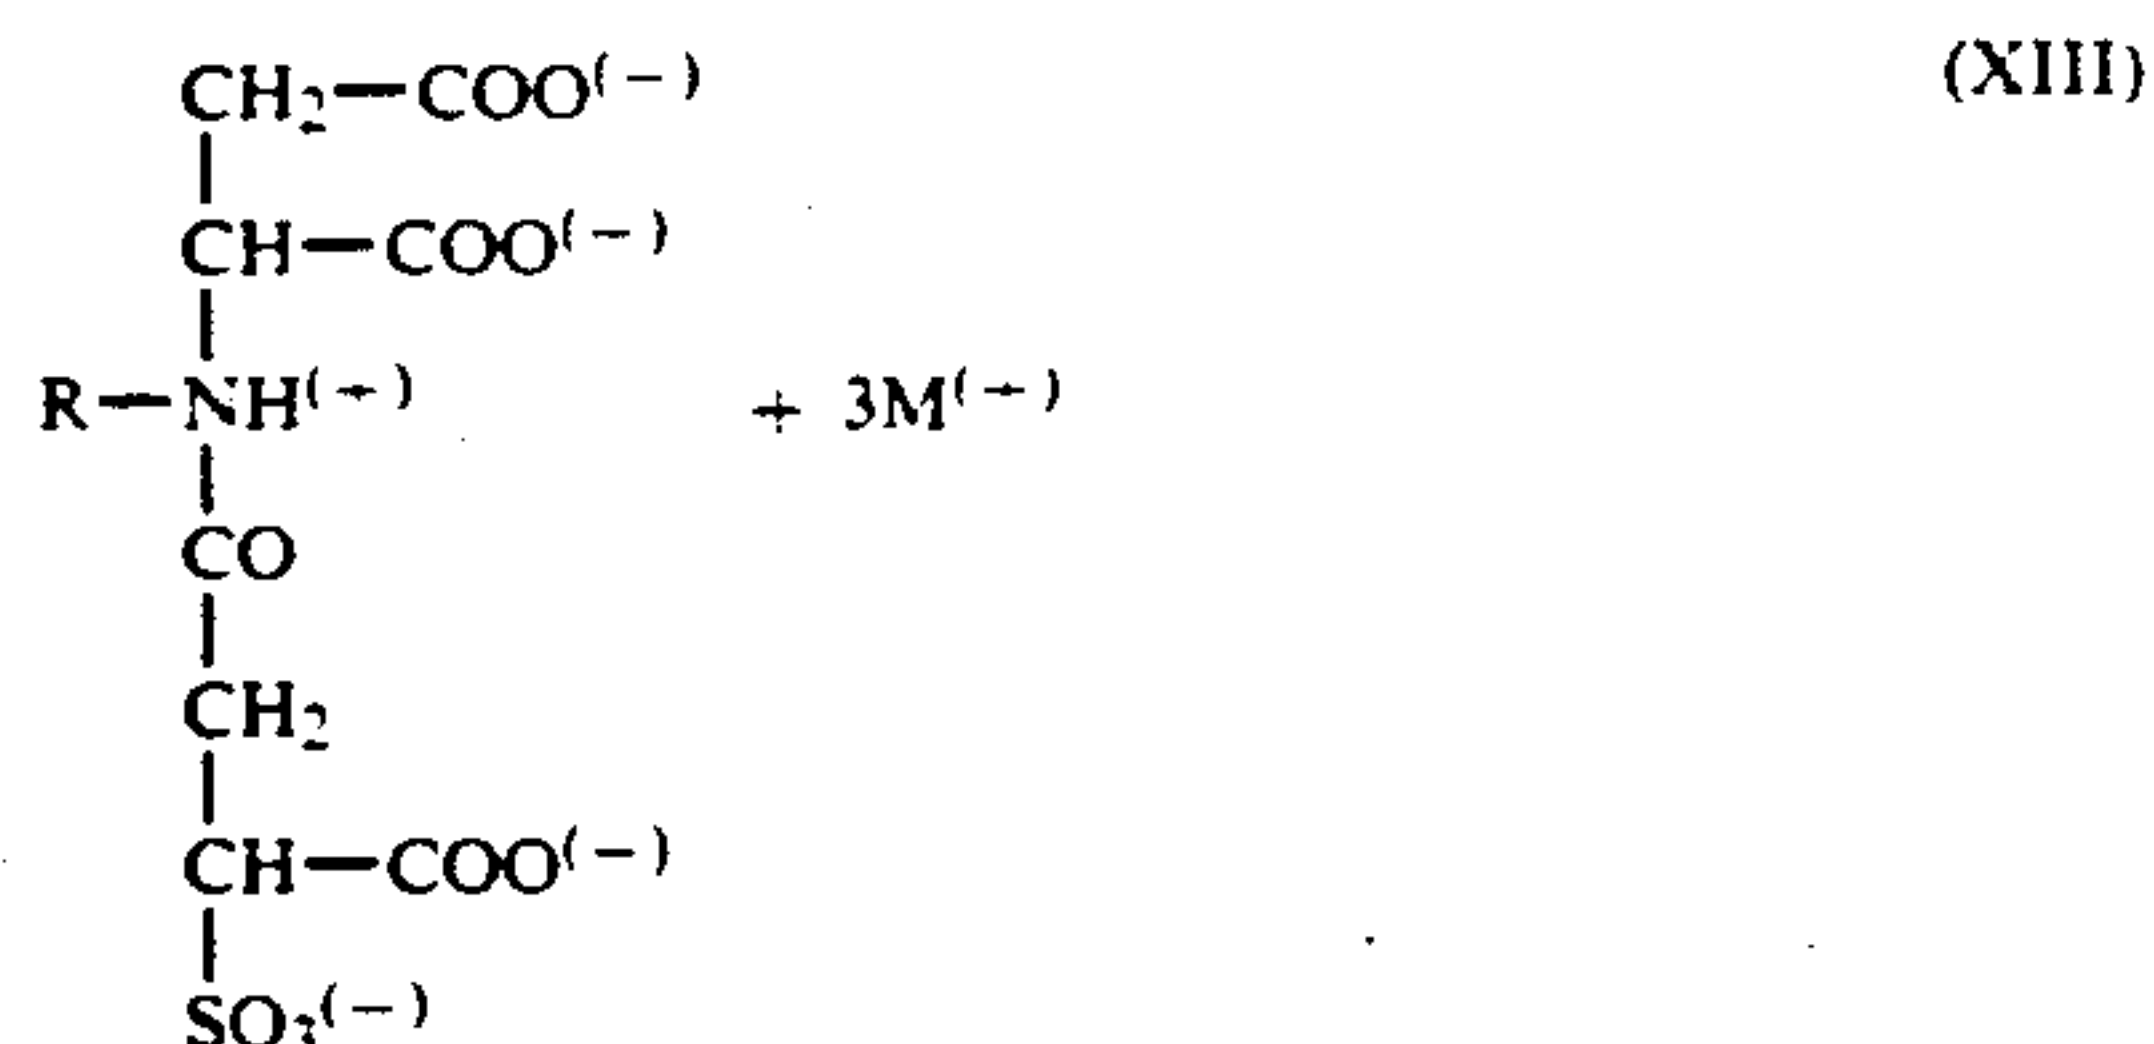 CH₂—COO(−) (XIII)
CH—COO(−)
R—NH(+) + 3M(+)
CO
CH₂
CH—COO(−)
SO₃(−)